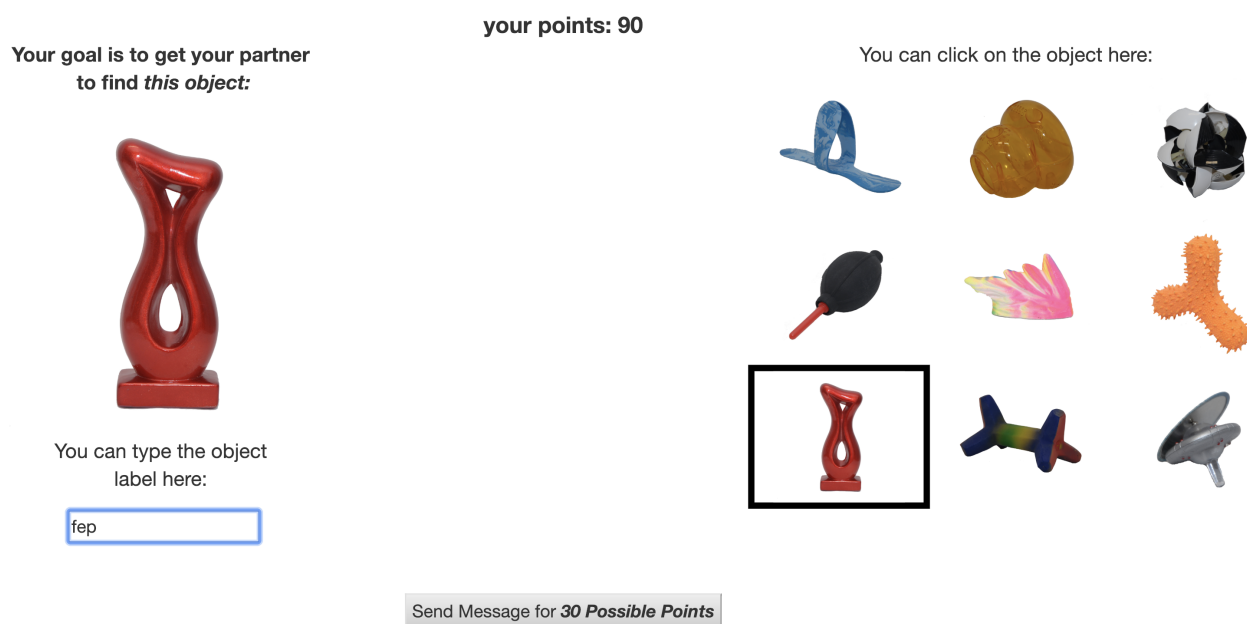 your points: 90
Your goal is to get your partner
to find this object:
You can click on the object here:
You can type the object
label here:
fep
Send Message for 30 Possible Points